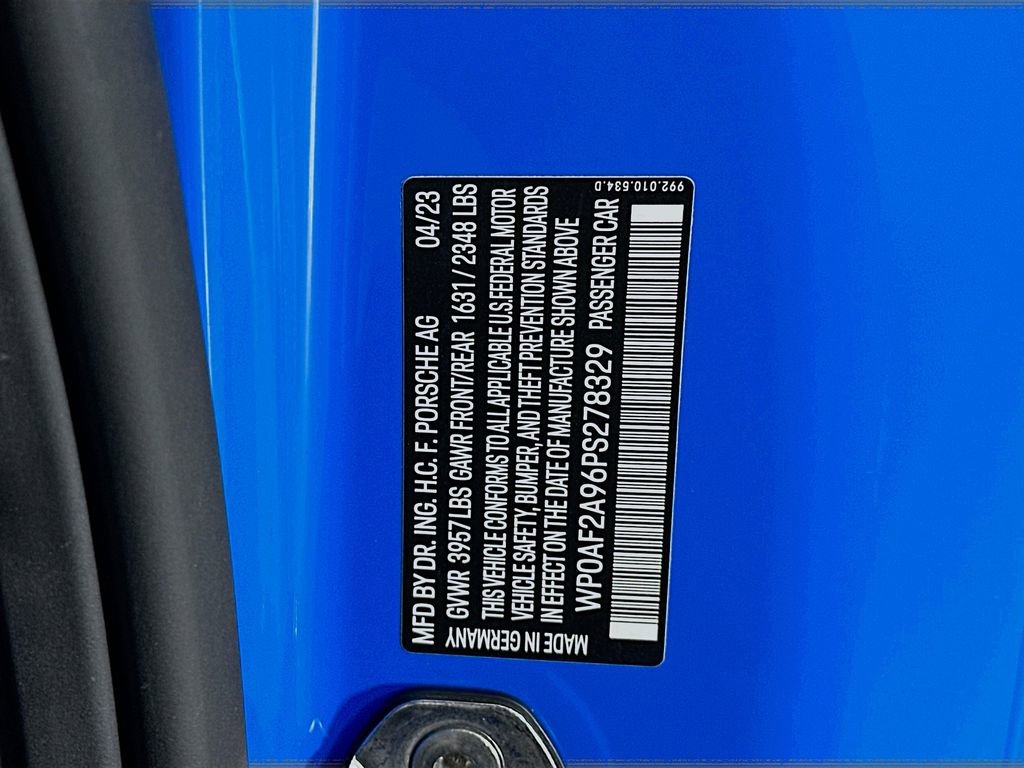 MFD BY DR. ING. H.C. F. PORSCHE AG 04/23
GVWR 3957 LBS GAWR FRONT/REAR 1631 / 2348 LBS
THIS VEHICLE CONFORMS TO ALL APPLICABLE U.S. FEDERAL MOTOR
VEHICLE SAFETY, BUMPER, AND THEFT PREVENTION STANDARDS
IN EFFECT ON THE DATE OF MANUFACTURE SHOWN ABOVE
WP0AF2A96PS278329 PASSENGER CAR
MADE IN GERMANY
992.010.534.D